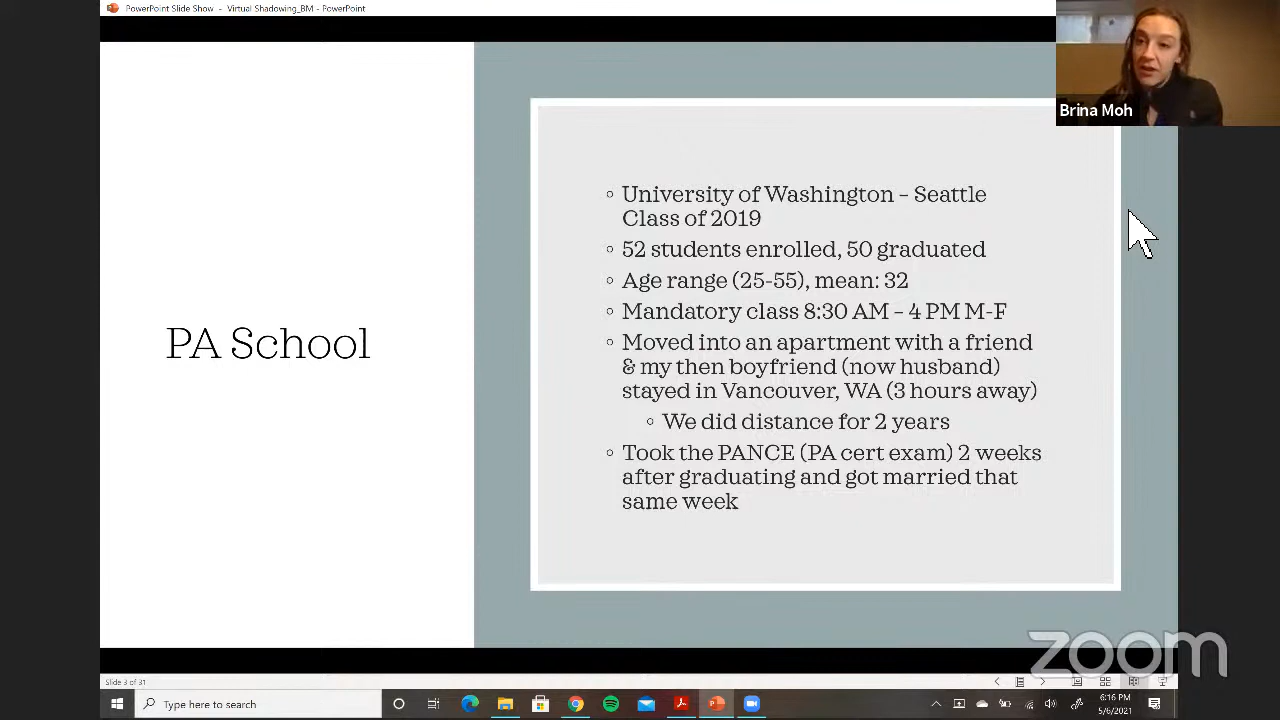 PowerPoint Slide Show - Virtual Shadowing_BM - PowerPoint
Brina Moh
PA School
◦ University of Washington – Seattle
Class of 2019
◦ 52 students enrolled, 50 graduated
◦ Age range (25-55), mean: 32
◦ Mandatory class 8:30 AM – 4 PM M-F
◦ Moved into an apartment with a friend
& my then boyfriend (now husband)
stayed in Vancouver, WA (3 hours away)
◦ We did distance for 2 years
◦ Took the PANCE (PA cert exam) 2 weeks
after graduating and got married that
same week
zoom
Slide 3 of 31
Type here to search
6:16 PM
5/6/2021